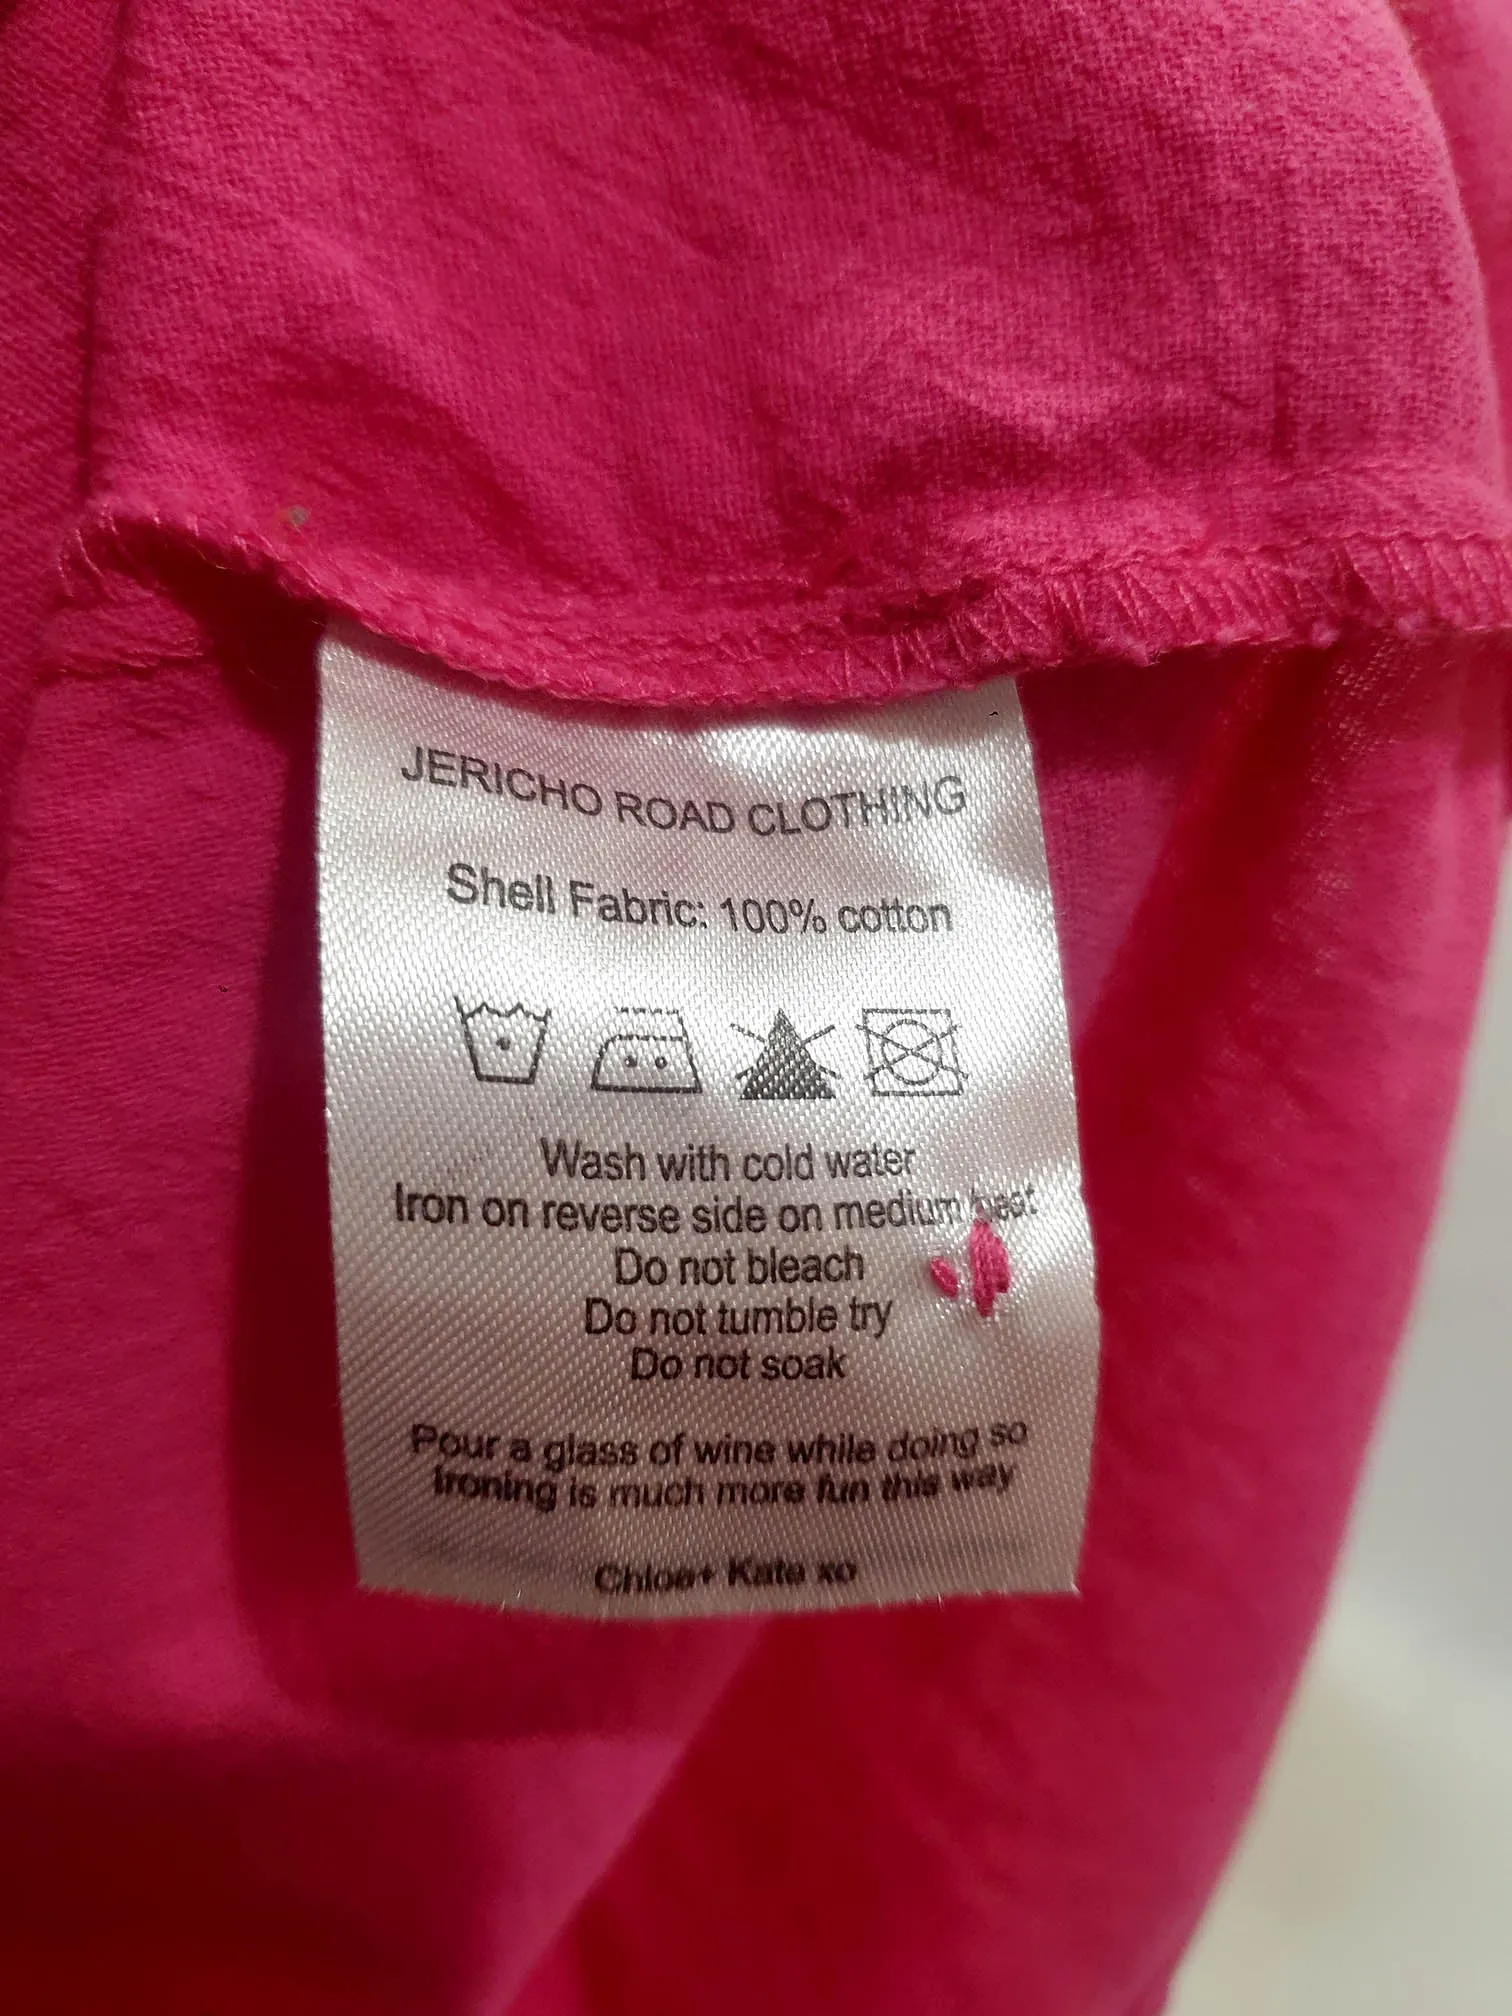 JERICHO ROAD CLOTHING
Shell Fabric: 100% cotton
Wash with cold water
Iron on reverse side on medium heat
Do not bleach
Do not tumble try
Do not soak
Pour a glass of wine while doing so
Ironing is much more fun this way
Chloe+ Kate xo